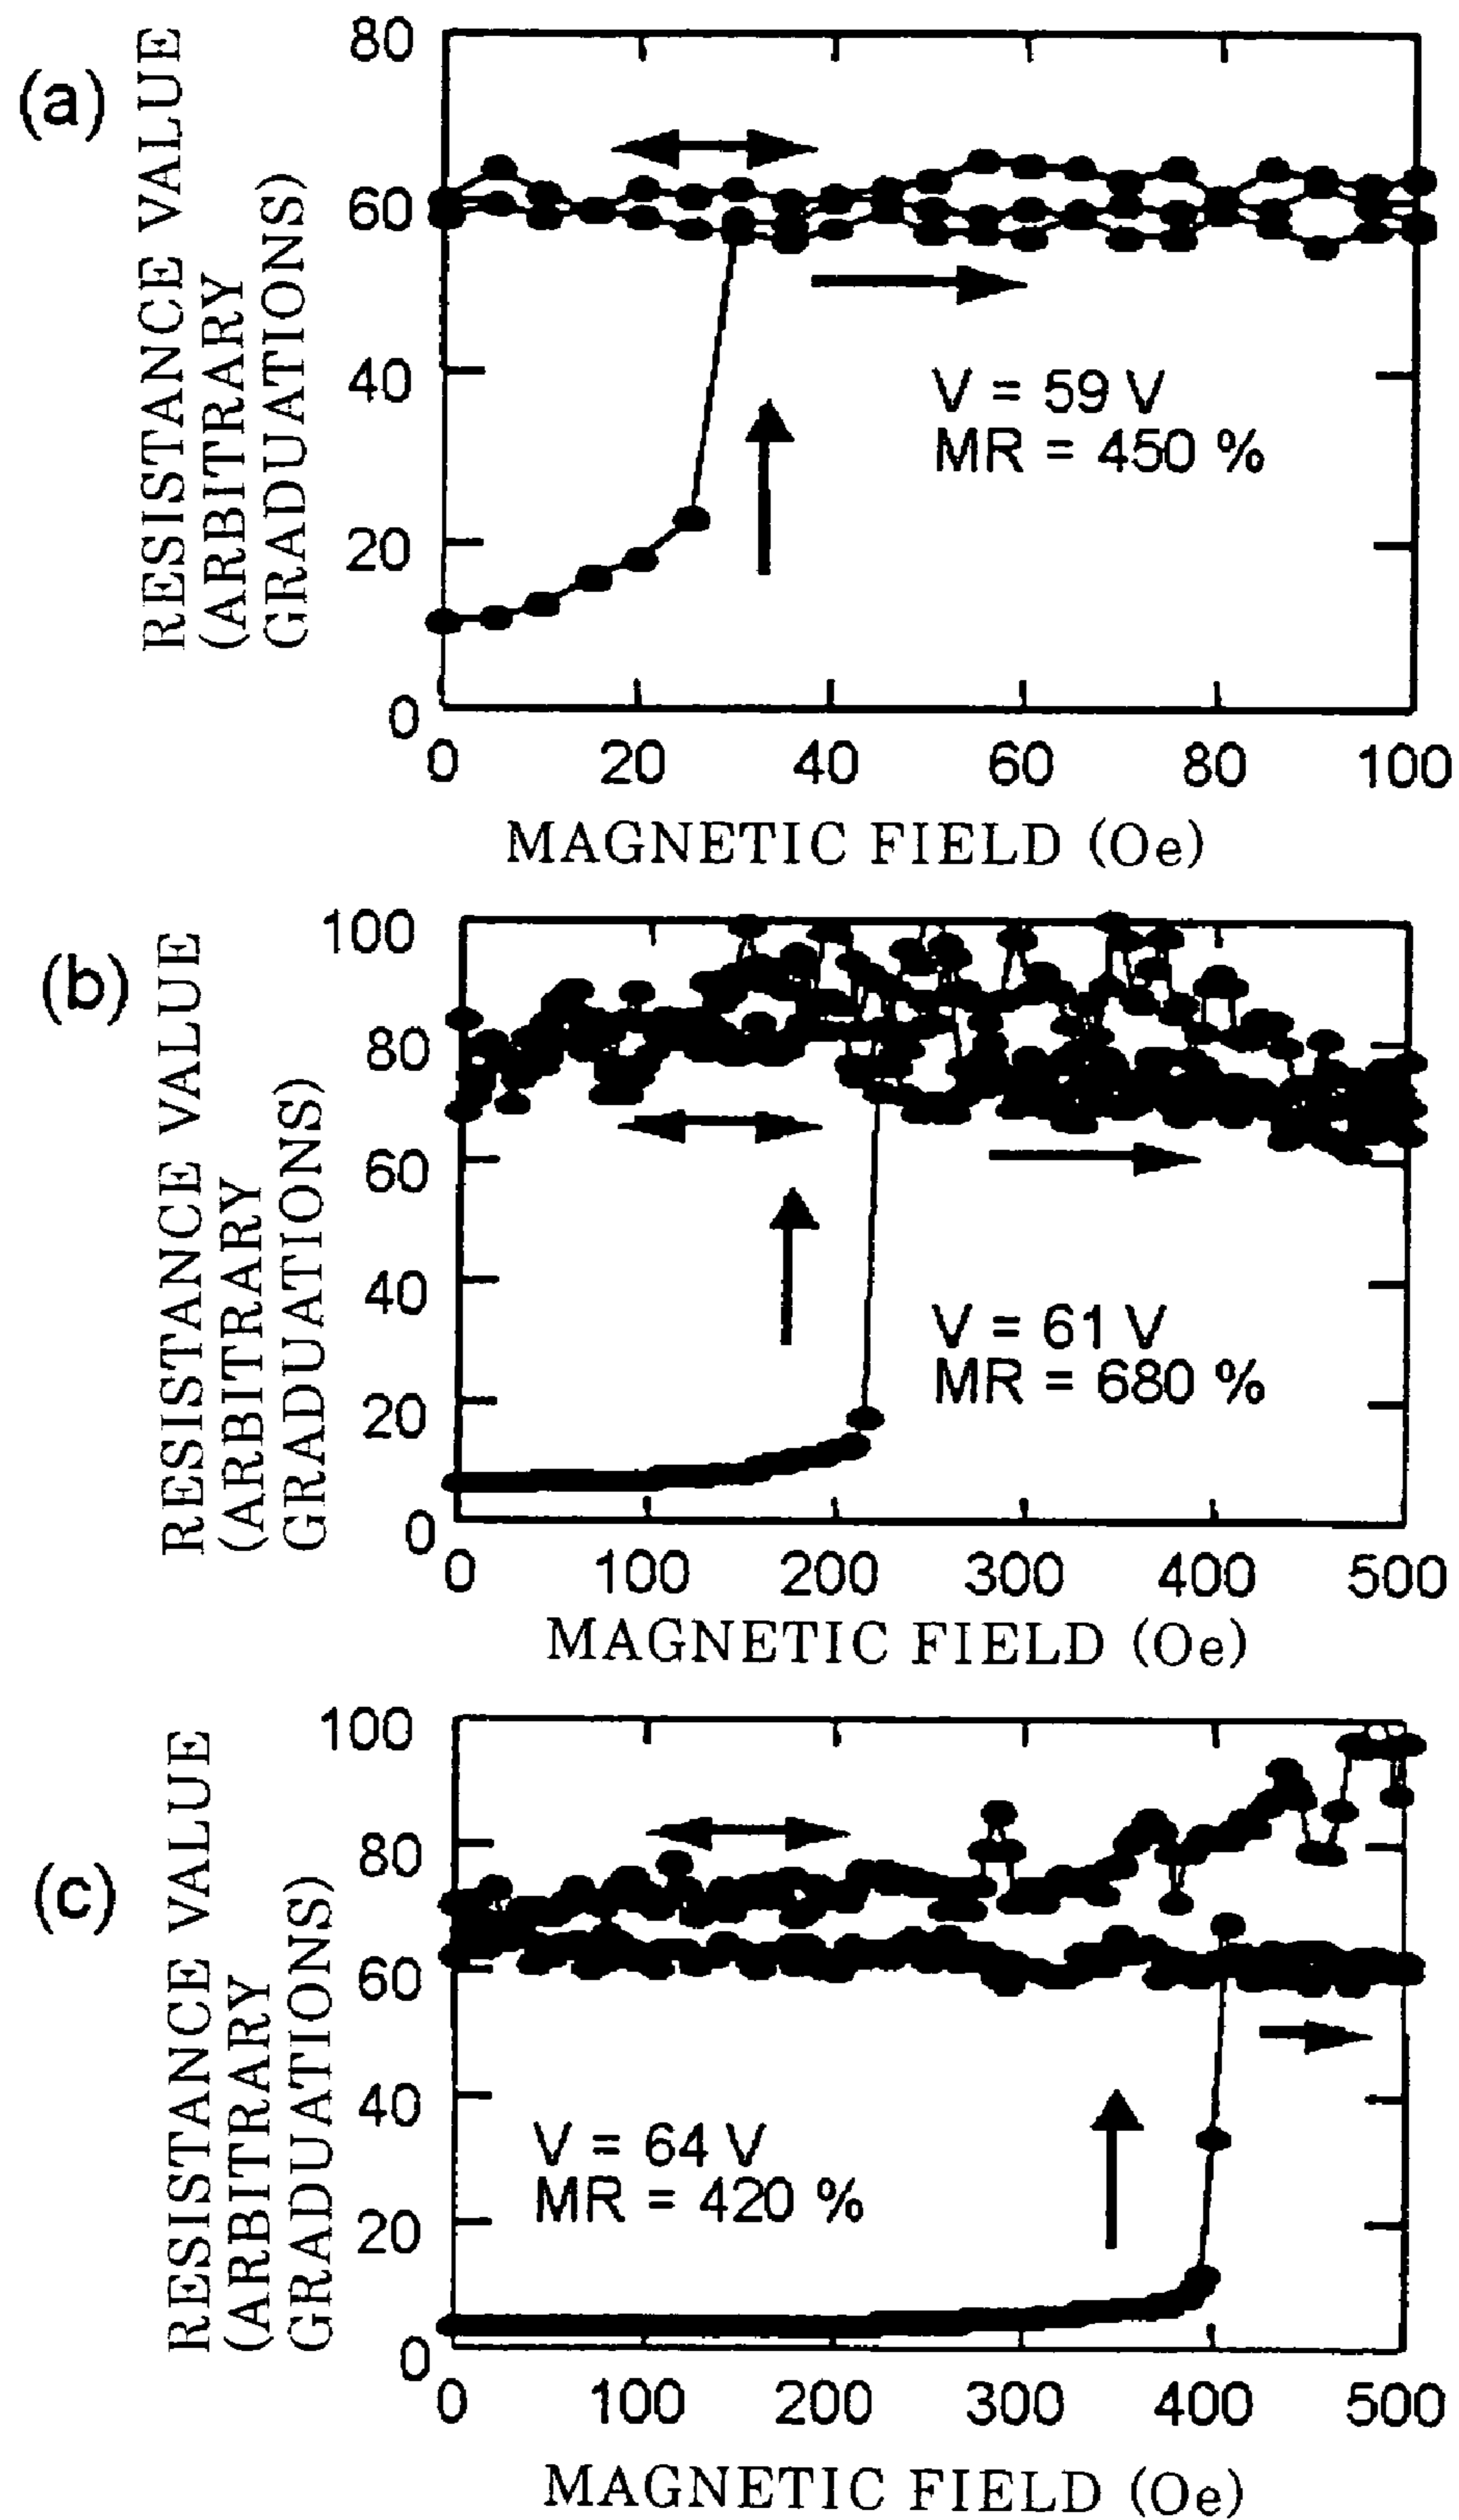 (a)
RESISTANCE VALUE
(ARBITRARY
GRADUATIONS)
80
60
40
20
0
V = 59 V
MR = 450 %
0 20 40 60 80 100
MAGNETIC FIELD (Oe)
(b)
RESISTANCE VALUE
(ARBITRARY
GRADUATIONS)
100
80
60
40
20
0
V = 61 V
MR = 680 %
0 100 200 300 400 500
MAGNETIC FIELD (Oe)
(c)
RESISTANCE VALUE
(ARBITRARY
GRADUATIONS)
100
80
60
40
20
0
V = 64 V
MR = 420 %
0 100 200 300 400 500
MAGNETIC FIELD (Oe)